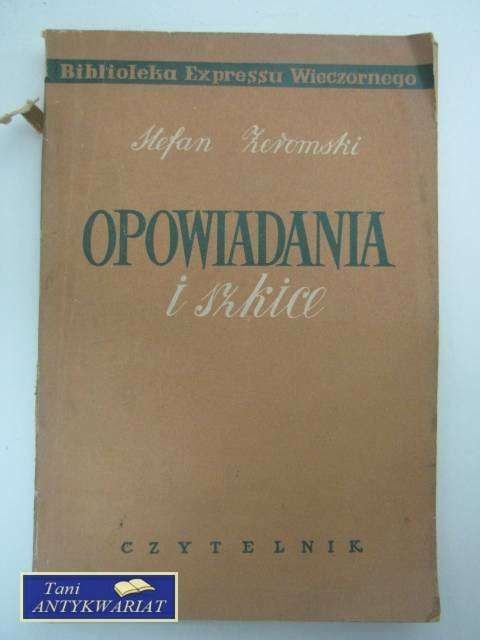 Biblioteka Expressu Wieczornego
Stefan Żeromski
OPOWIADANIA
i szkice
CZYTELNIK
Tani
ANTYKWARIAT